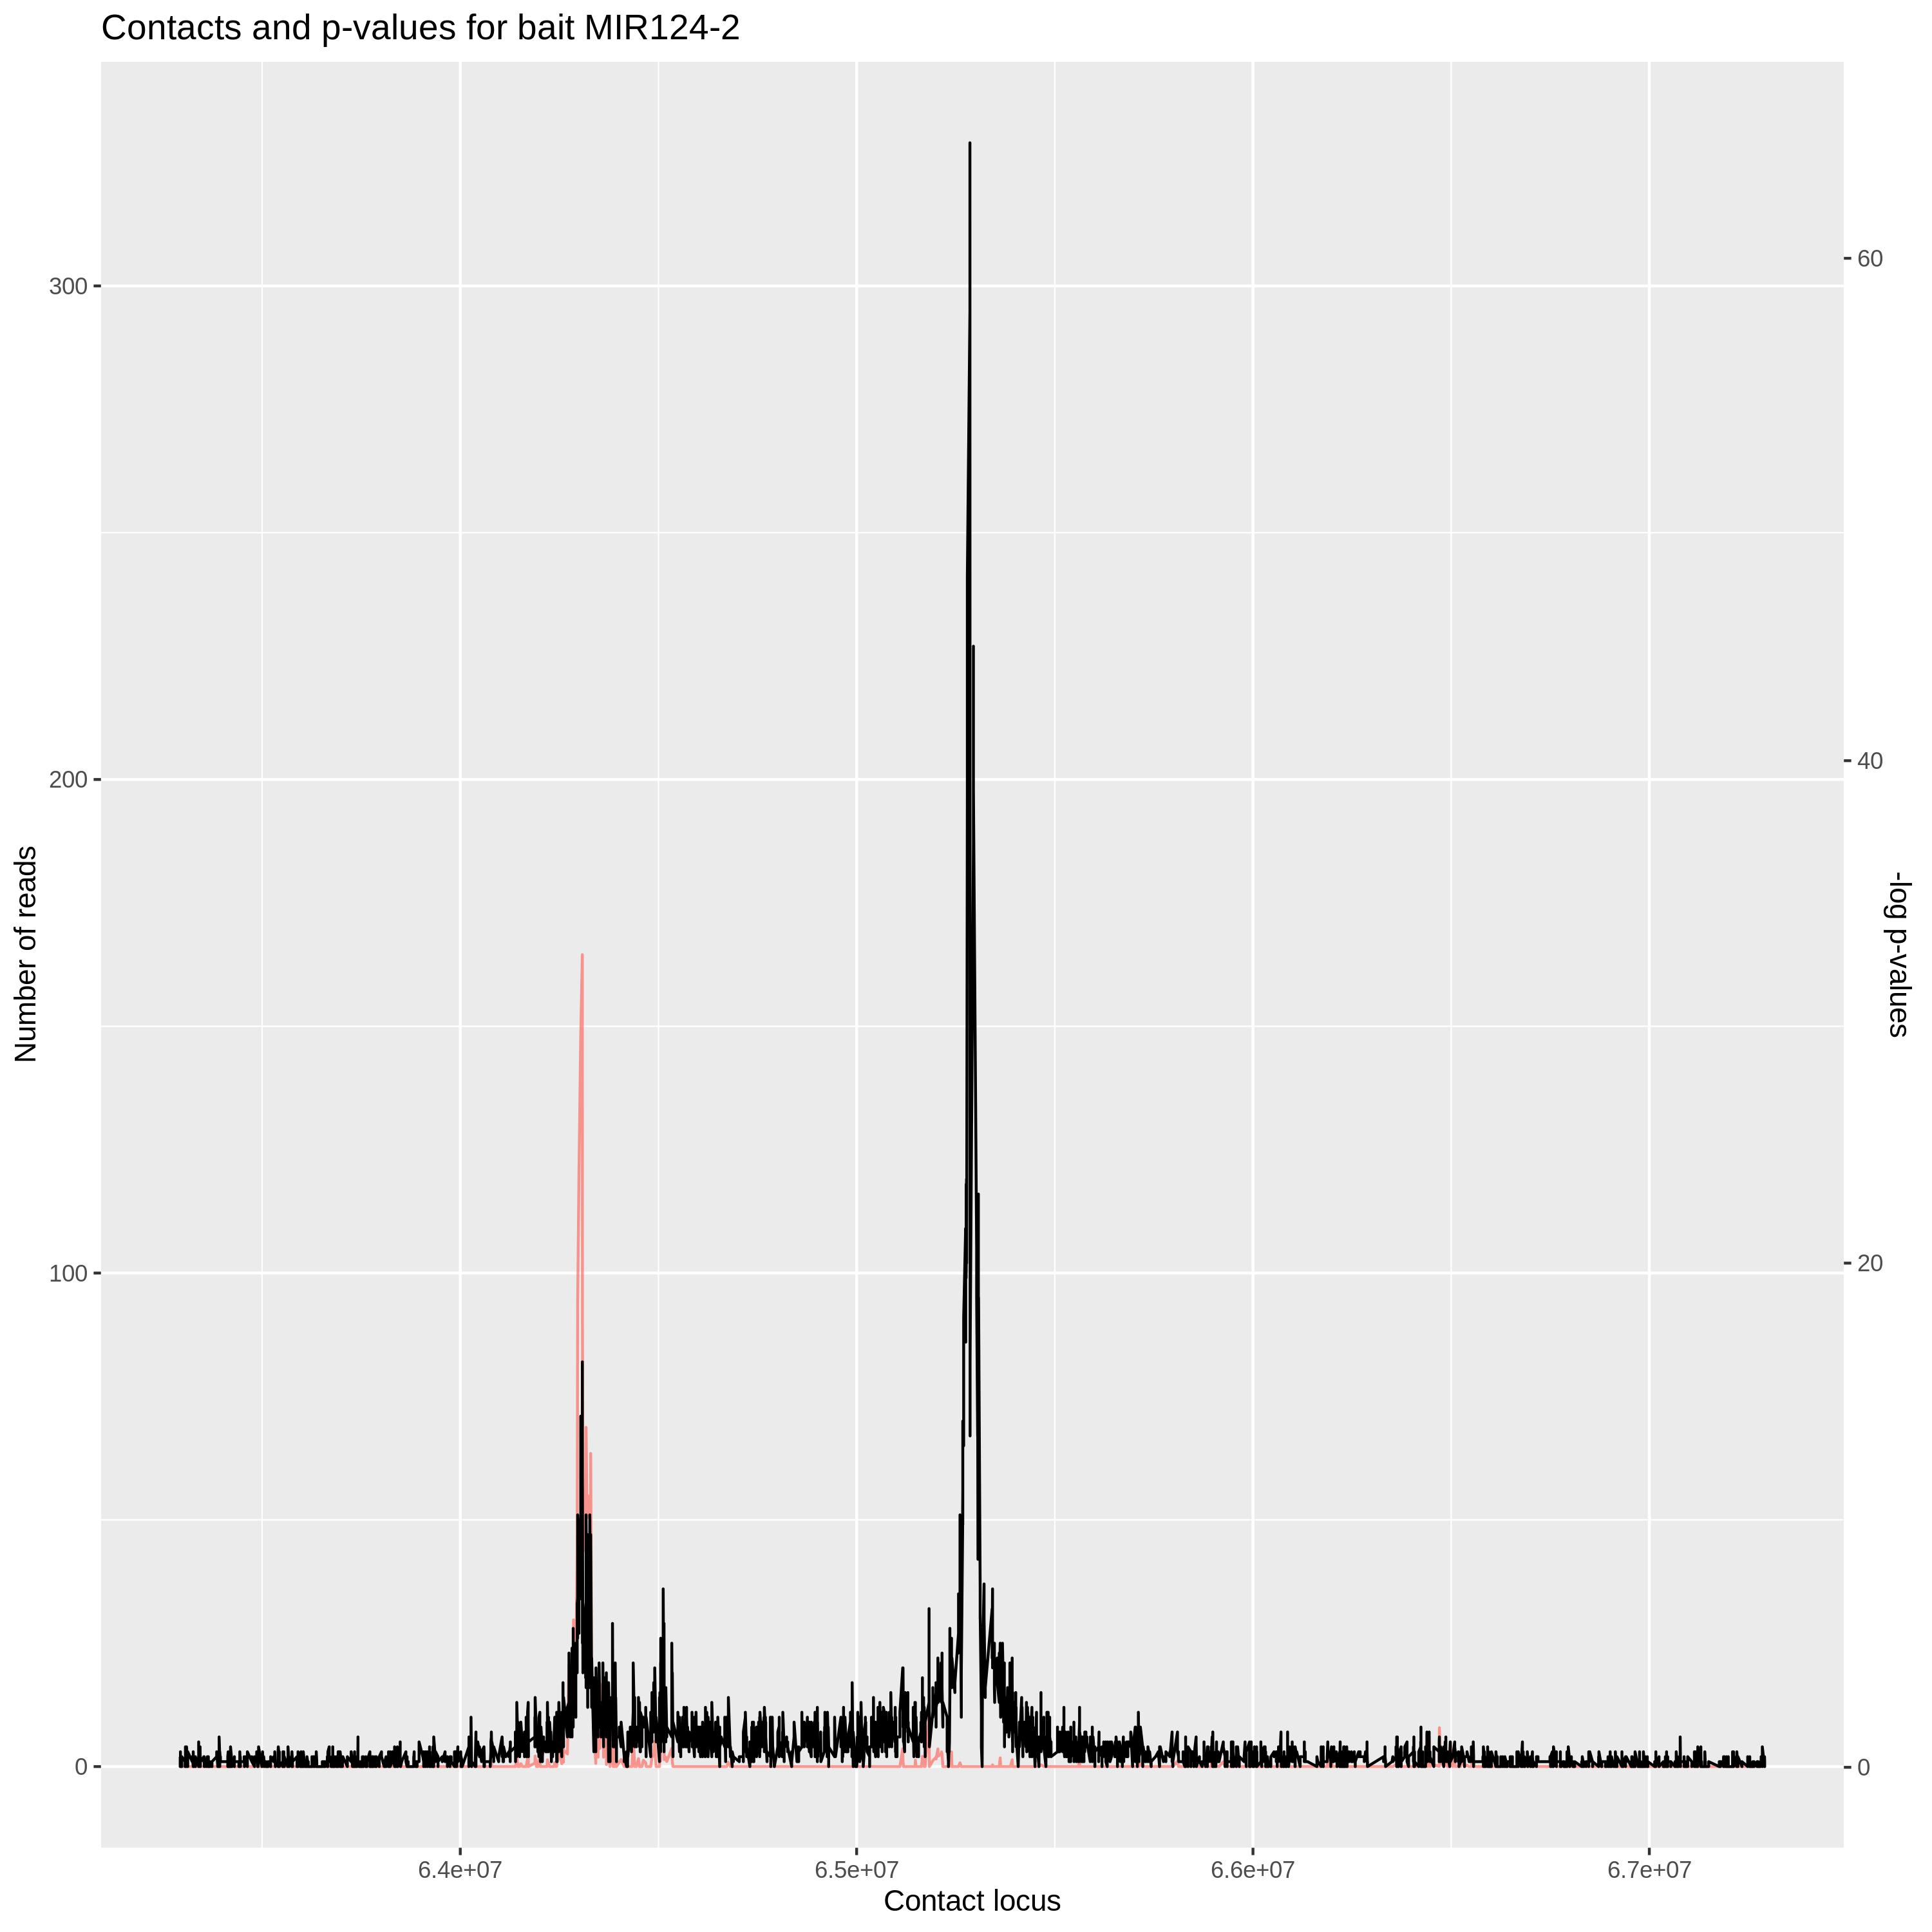 Contacts and p-values for bait MIR124-2
300
200
100
0
Number of reads
60
40
20
0
-log p-values
6.4e+07 6.5e+07 6.6e+07 6.7e+07
Contact locus